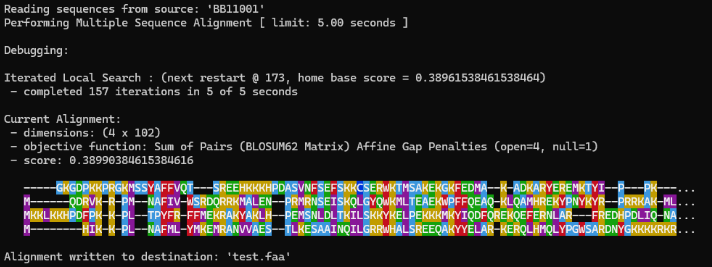 Reading sequences from source: 'BB11001'
Performing Multiple Sequence Alignment [ limit: 5.00 seconds ]
Debugging:
Iterated Local Search : (next restart @ 173, home base score = 0.38961538461538464)
- completed 157 iterations in 5 of 5 seconds
Current Alignment:
- dimensions: (4 x 102)
- objective function: Sum of Pairs (BLOSUM62 Matrix) Affine Gap Penalties (open=4, null=1)
- score: 0.38990384615384616
-----GKGDPKKPRGKMSSYAFFVQT---SREEHKKKHPDASVNFSEFSKKCSERWKTMSAKEKGKFEDMA--K-ADKARYEREMKTYI--P---PK----...
M------QDRVK-R-PM--NAFIV-WSRDQRRKMALEN--PRMRNSEISKQLGYQWKMLTEAEKWPFFQEAQ-KLQAMHREKYPNYKYR--PRRKAK-ML...
MKKLKKHPDFPK-K-PL--TPYFR-FFMEKRAKYAKLH--PEMSNLDLTKILSKKYKELPEKKKMKYIQDFQREKQEFERNLAR----FREDHPDLIQ-NA...
M-----HIK-K-PL--NAFML-YMKEMRANVVAES--TLKESAAINQILGRRWHALSREEQAKYYELAR-KERQLHMQLYPGWSARDNYGKKKKRKR...
Alignment written to destination: 'test.faa'